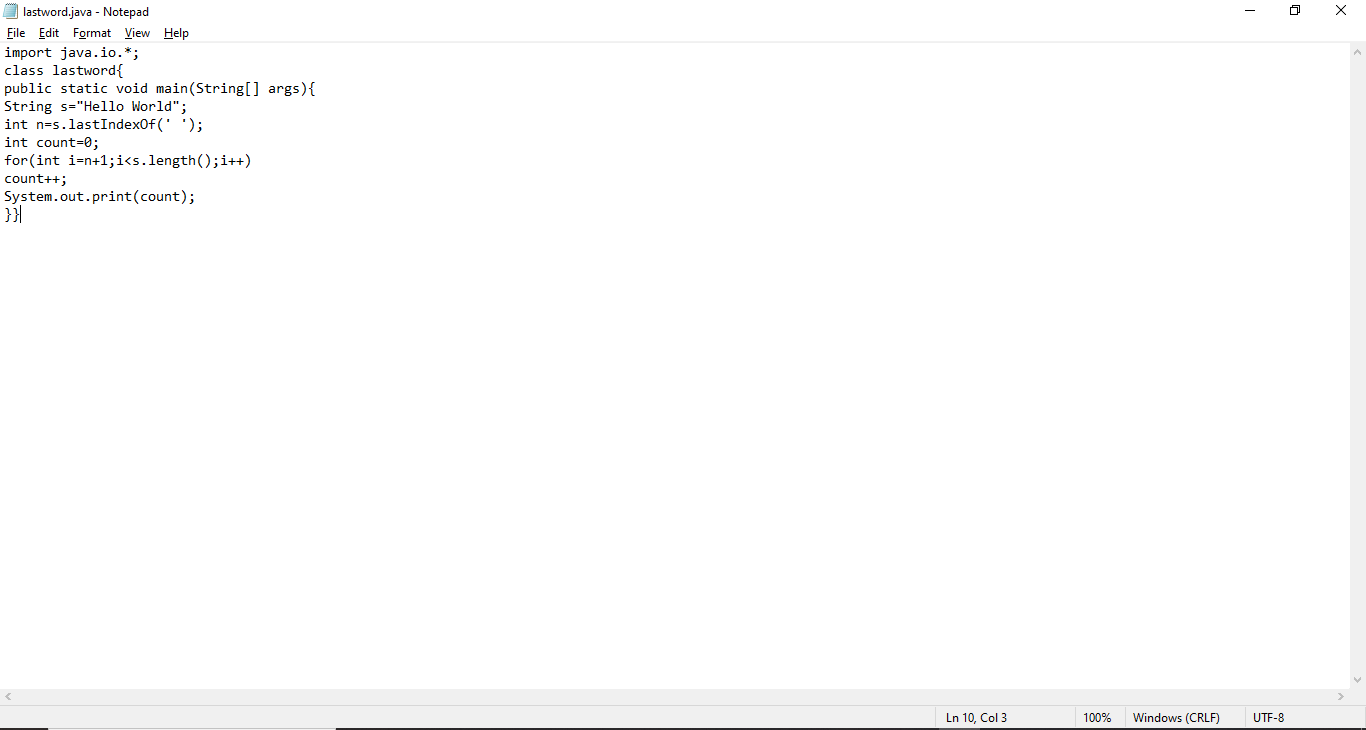 lastword.java - Notepad
File Edit Format View Help
import java.io.*;
class lastword{
public static void main(String[] args){
String s="Hello World";
int n=s.lastIndexOf(' ');
int count=0;
for(int i=n+1;i<s.length();i++)
count++;
System.out.print(count);
}}
Ln 10, Col 3 100% Windows (CRLF) UTF-8